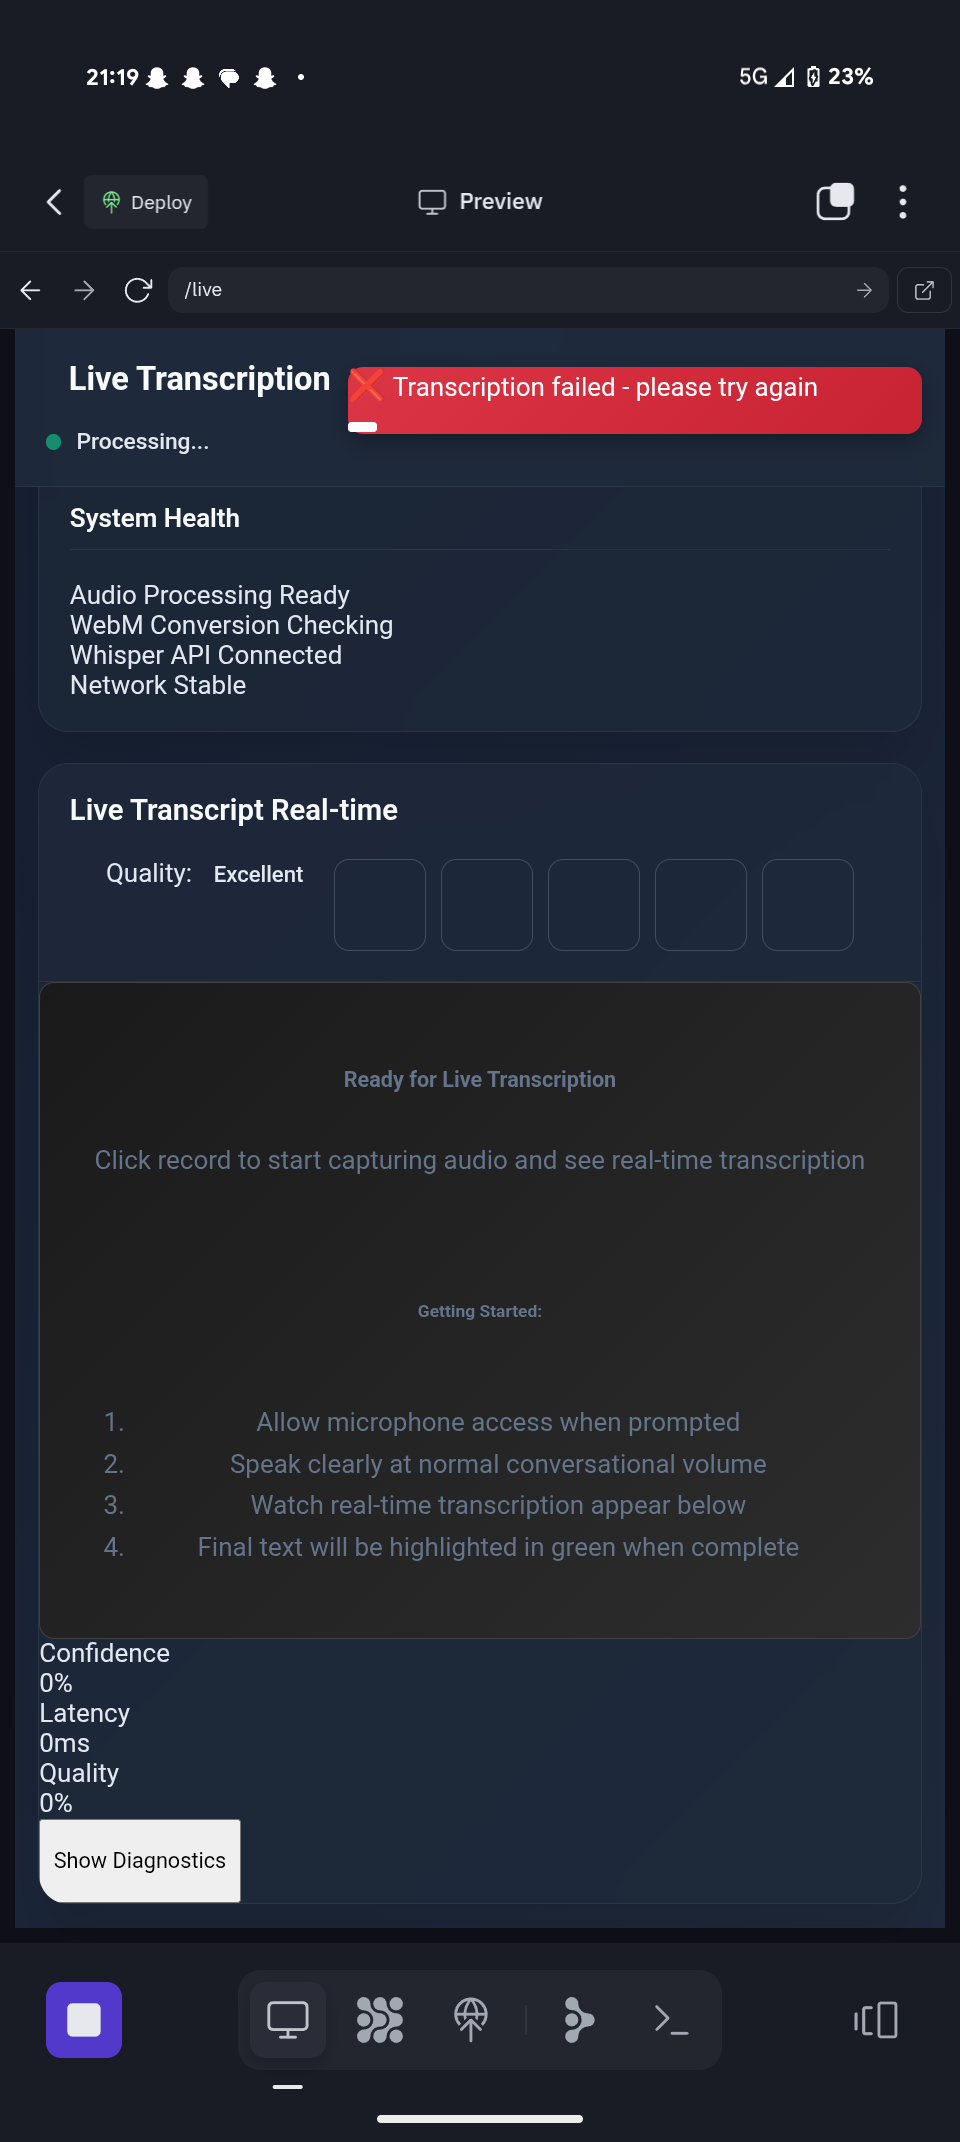 21:19
5G 23%
Deploy
Preview
/live
Live Transcription
❌ Transcription failed - please try again
Processing...
System Health
Audio Processing Ready
WebM Conversion Checking
Whisper API Connected
Network Stable
Live Transcript Real-time
Quality: Excellent
Ready for Live Transcription
Click record to start capturing audio and see real-time transcription
Getting Started:
1. Allow microphone access when prompted
2. Speak clearly at normal conversational volume
3. Watch real-time transcription appear below
4. Final text will be highlighted in green when complete
Confidence
0%
Latency
0ms
Quality
0%
Show Diagnostics